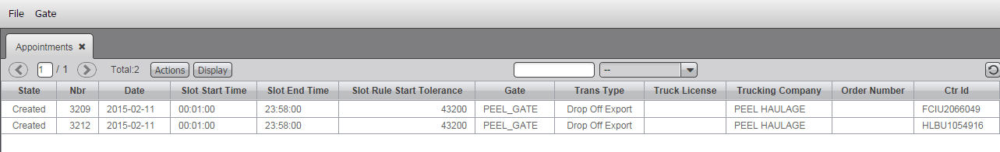 File Gate
Appointments ✖
1 / 1 Total:2 Actions Display --
State Nbr Date Slot Start Time Slot End Time Slot Rule Start Tolerance Gate Trans Type Truck License Trucking Company Order Number Ctr Id
Created 3209 2015-02-11 00:01:00 23:58:00 43200 PEEL_GATE Drop Off Export PEEL HAULAGE FCIU2066049
Created 3212 2015-02-11 00:01:00 23:58:00 43200 PEEL_GATE Drop Off Export PEEL HAULAGE HLBU1054916